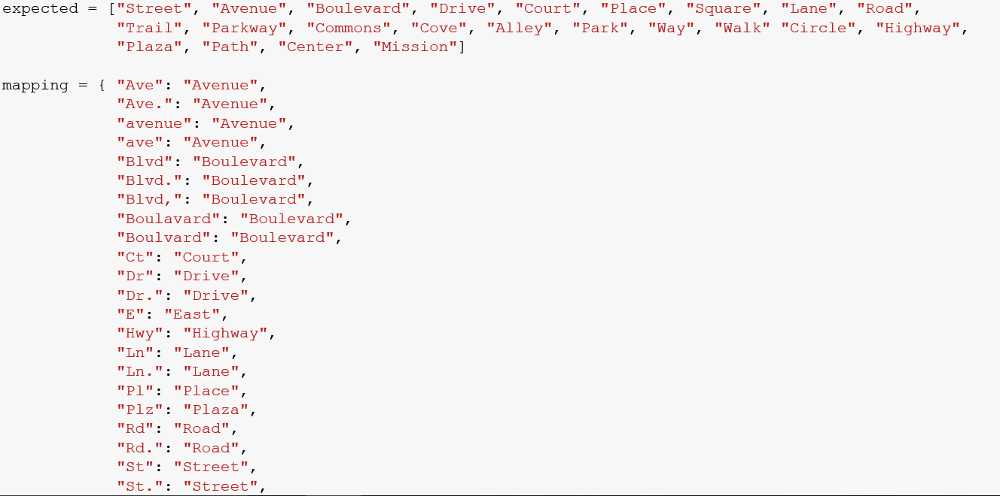 expected = ["Street", "Avenue", "Boulevard", "Drive", "Court", "Place", "Square", "Lane", "Road",
"Trail", "Parkway", "Commons", "Cove", "Alley", "Park", "Way", "Walk" "Circle", "Highway",
"Plaza", "Path", "Center", "Mission"]
mapping = { "Ave": "Avenue",
"Ave.": "Avenue",
"avenue": "Avenue",
"ave": "Avenue",
"Blvd": "Boulevard",
"Blvd.": "Boulevard",
"Blvd,": "Boulevard",
"Boulavard": "Boulevard",
"Boulvard": "Boulevard",
"Ct": "Court",
"Dr": "Drive",
"Dr.": "Drive",
"E": "East",
"Hwy": "Highway",
"Ln": "Lane",
"Ln.": "Lane",
"Pl": "Place",
"Plz": "Plaza",
"Rd": "Road",
"Rd.": "Road",
"St": "Street",
"St.": "Street",